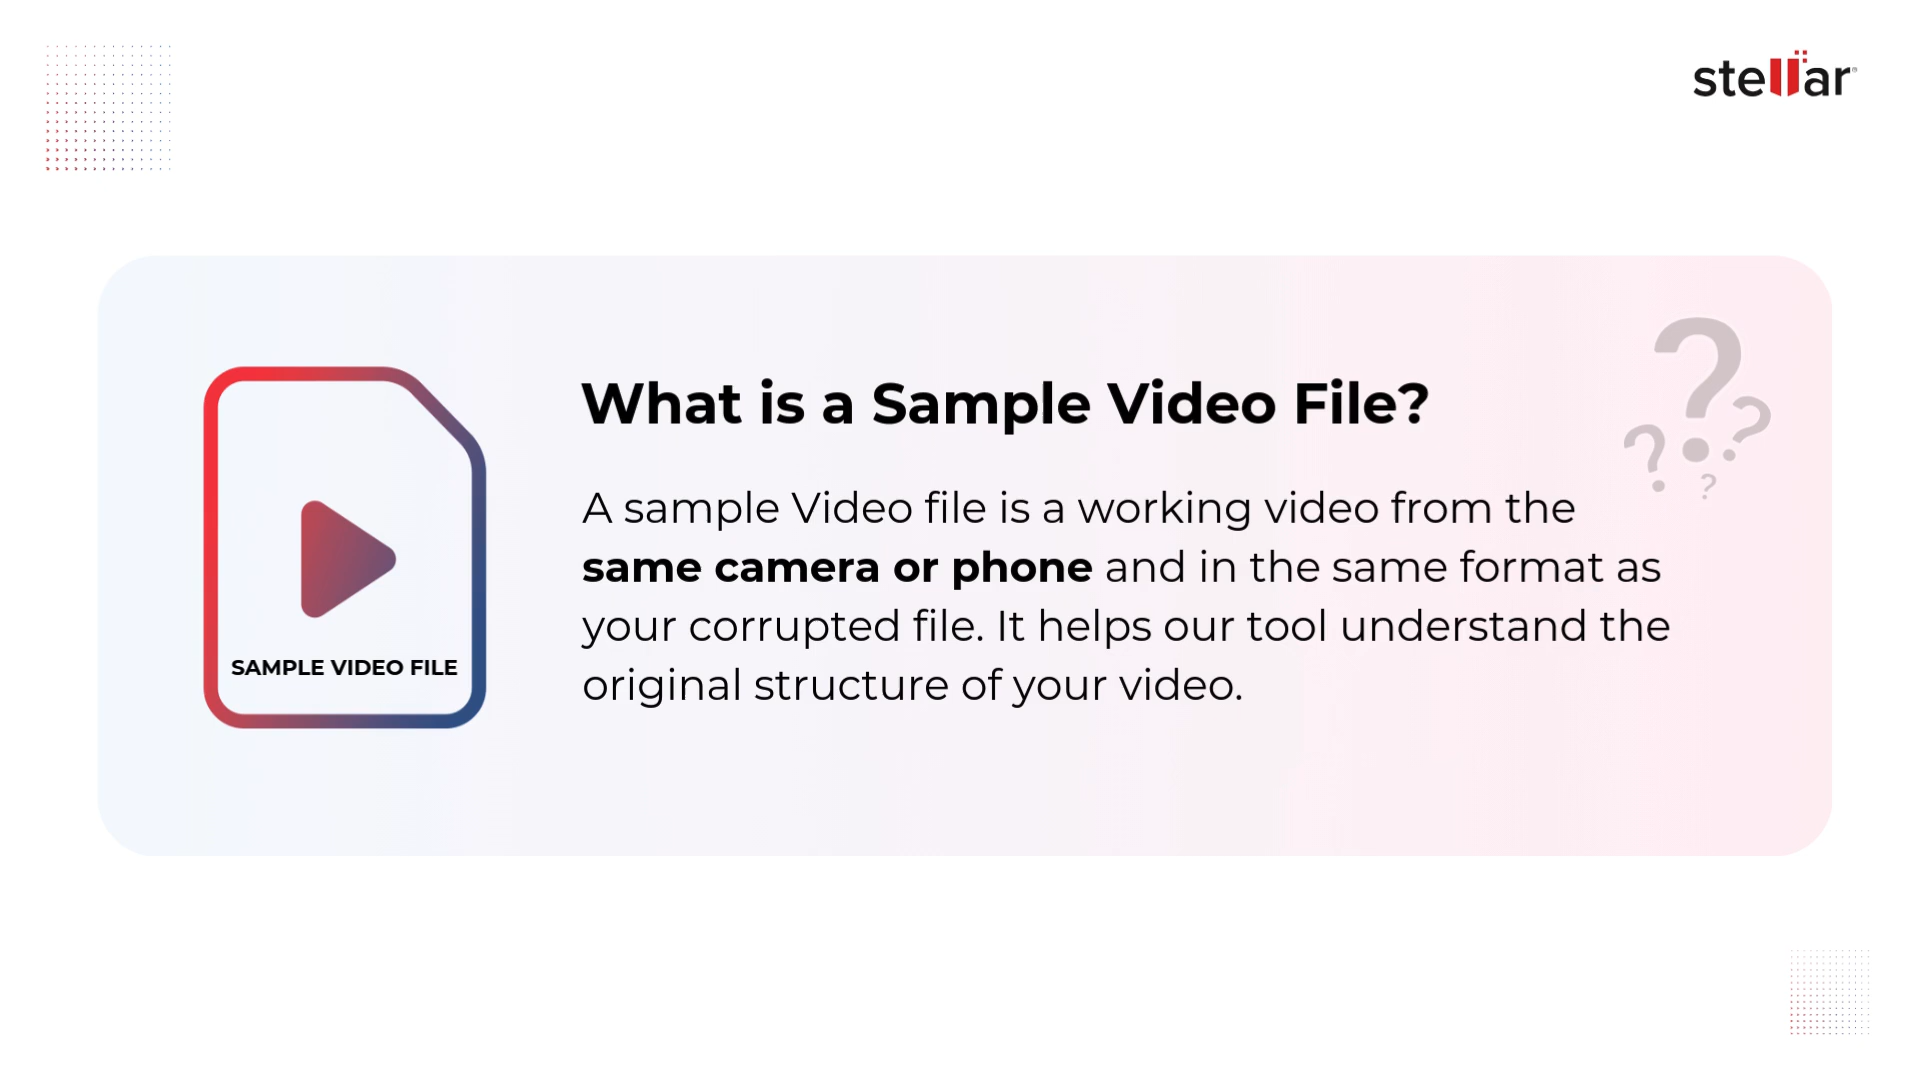 stellar
What is a Sample Video File?
A sample Video file is a working video from the
same camera or phone and in the same format as
your corrupted file. It helps our tool understand the
original structure of your video.
SAMPLE VIDEO FILE
?
?
?
?